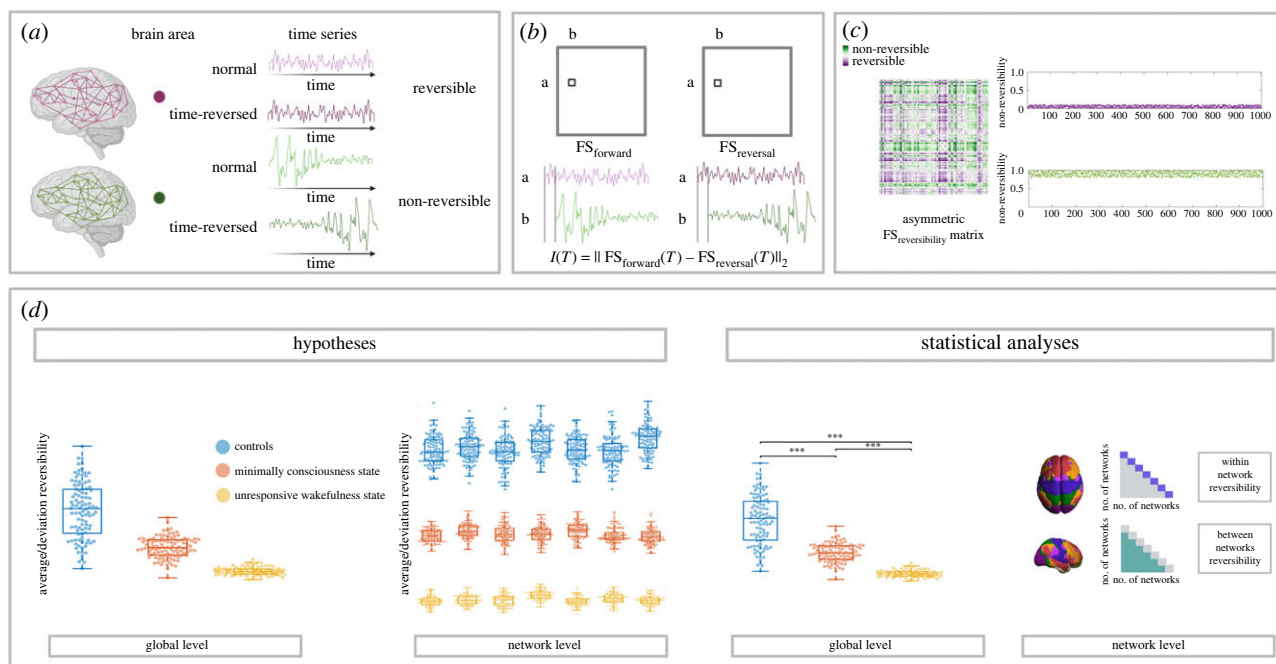 (a)
brain area
time series
normal
time
time-reversed
time
reversible
normal
time
time-reversed
time
non-reversible
(b)
b
b
a
a
FSforward
FSreversal
a
a
b
b
I(T) = || FSforward(T) – FSreversal(T)||2
(c)
non-reversible
reversible
asymmetric
FSreversibility matrix
non-reversibility
1.0
0.5
0
100 200 300 400 500 600 700 800 900 1000
non-reversibility
1.0
0.5
0
100 200 300 400 500 600 700 800 900 1000
(d)
hypotheses
average/deviation reversibility
controls
minimally consciousness state
unresponsive wakefulness state
global level
average/deviation reversibility
network level
statistical analyses
***
***
***
global level
no. of networks
no. of networks
within
network
reversibility
no. of networks
no. of networks
between
networks
reversibility
network level